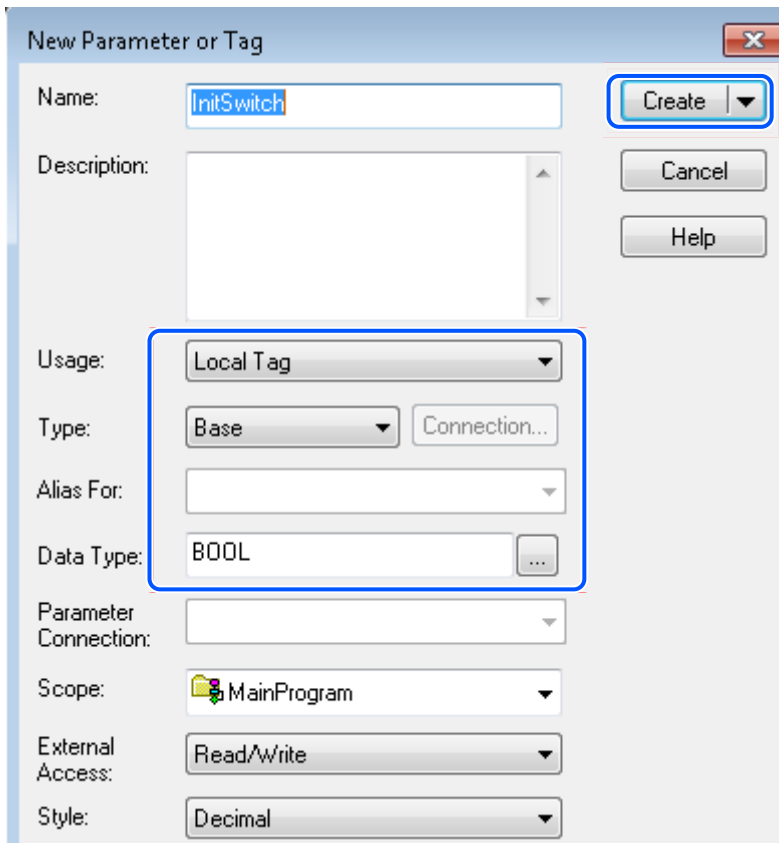 New Parameter or Tag
Name: InitSwitch Create
Description: Cancel
Help
Usage: Local Tag
Type: Base Connection...
Alias For:
Data Type: BOOL ...
Parameter
Connection:
Scope: MainProgram
External
Access: Read/Write
Style: Decimal